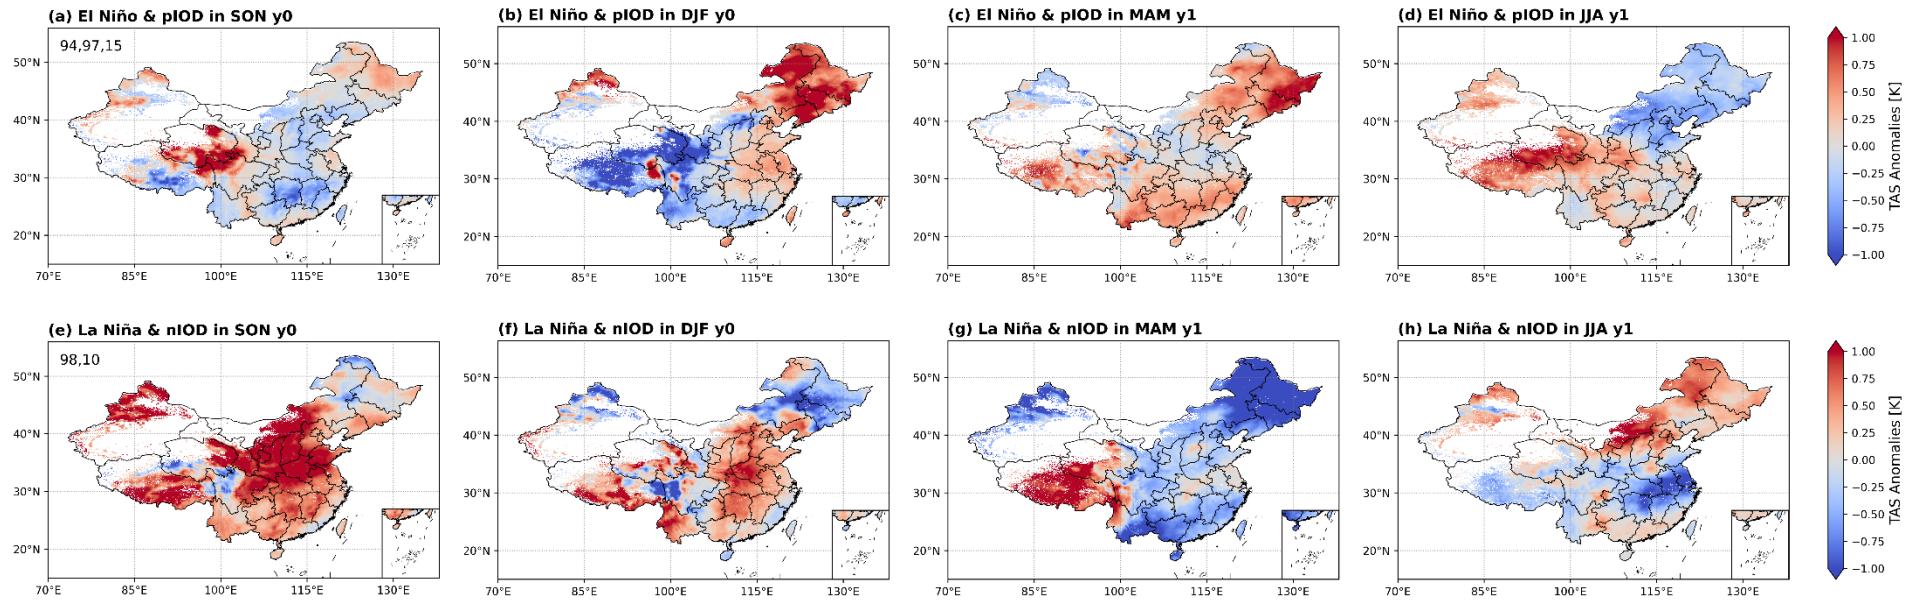 (a) El Niño & pIOD in SON y0
(b) El Niño & pIOD in DJF y0
(c) El Niño & pIOD in MAM y1
(d) El Niño & pIOD in JJA y1
94,97,15
50°N
40°N
30°N
20°N
70°E 85°E 100°E 115°E 130°E
50°N
40°N
30°N
20°N
70°E 85°E 100°E 115°E 130°E
50°N
40°N
30°N
20°N
70°E 85°E 100°E 115°E 130°E
50°N
40°N
30°N
20°N
70°E 85°E 100°E 115°E 130°E
1.00
0.75
0.50
0.25
0.00
−0.25
−0.50
−0.75
−1.00
TAS Anomalies [K]
(e) La Niña & nIOD in SON y0
(f) La Niña & nIOD in DJF y0
(g) La Niña & nIOD in MAM y1
(h) La Niña & nIOD in JJA y1
98,10
50°N
40°N
30°N
20°N
70°E 85°E 100°E 115°E 130°E
50°N
40°N
30°N
20°N
70°E 85°E 100°E 115°E 130°E
50°N
40°N
30°N
20°N
70°E 85°E 100°E 115°E 130°E
50°N
40°N
30°N
20°N
70°E 85°E 100°E 115°E 130°E
1.00
0.75
0.50
0.25
0.00
−0.25
−0.50
−0.75
−1.00
TAS Anomalies [K]